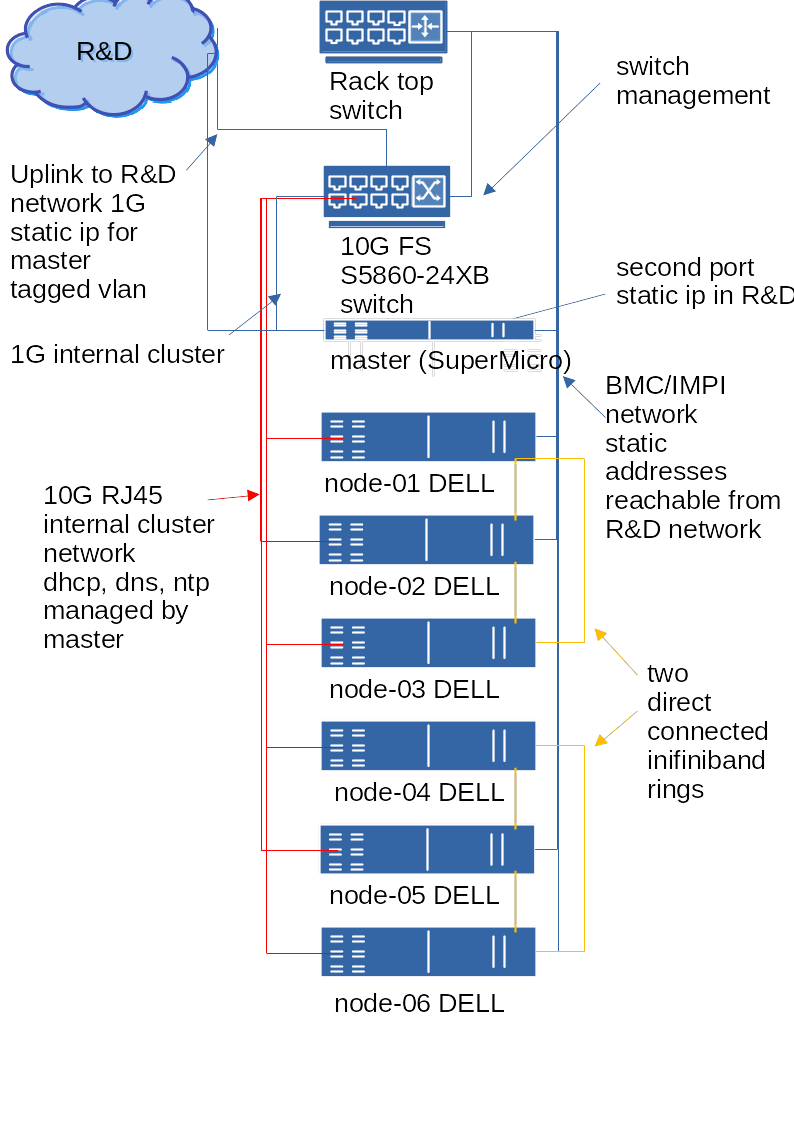 R&D
Rack top
switch
switch
management
Uplink to R&D
network 1G
static ip for
master
tagged vlan
10G FS
S5860-24XB
switch
second port
static ip in R&D
1G internal cluster
master (SuperMicro)
BMC/IMPI
network
static
addresses
reachable from
R&D network
node-01 DELL
10G RJ45
internal cluster
network
dhcp, dns, ntp
managed by
master
node-02 DELL
node-03 DELL
two
direct
connected
inifiniband
rings
node-04 DELL
node-05 DELL
node-06 DELL